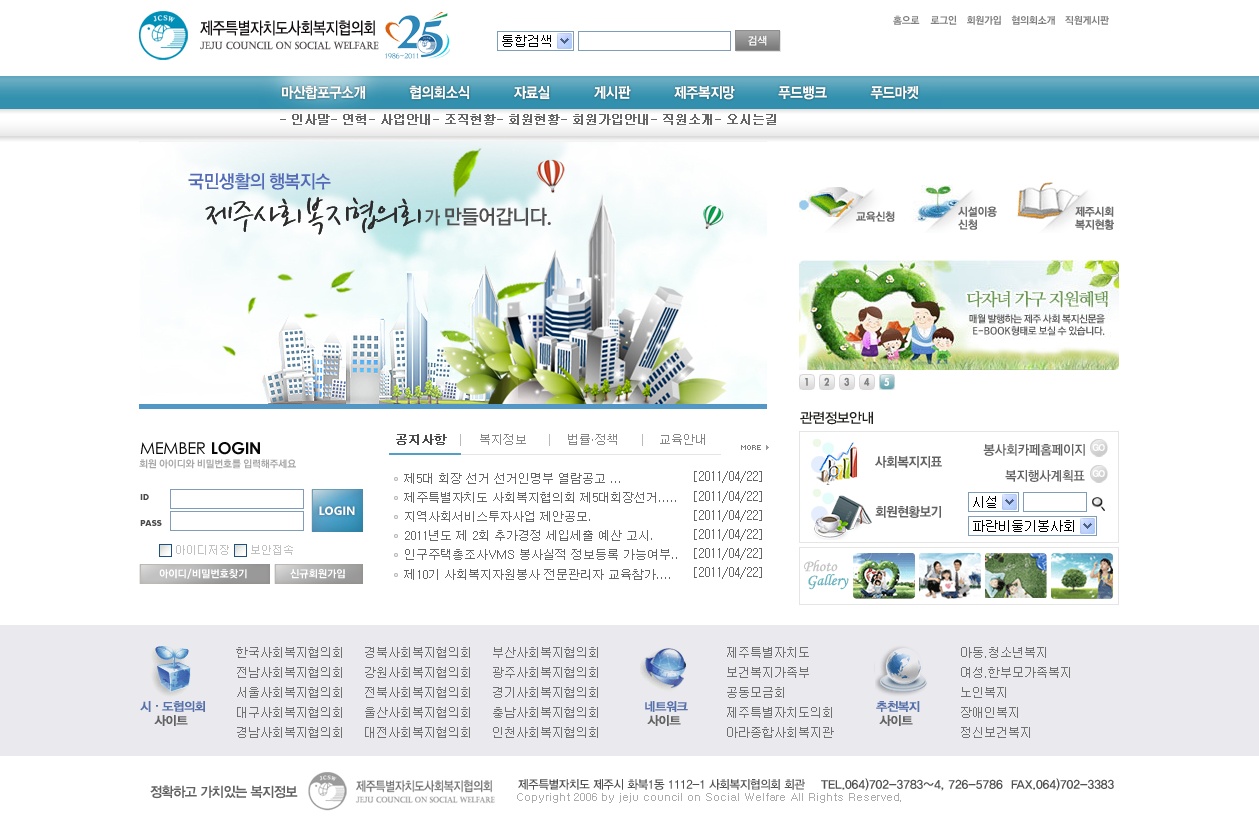 JCSW
제주특별자치도사회복지협의회
JEJU COUNCIL ON SOCIAL WELFARE
25
1986~2011
통합검색
검색
홈으로 로그인 회원가입 협의회소개 직원게시판
마산합포구소개 협의회소식 자료실 게시판 제주복지망 푸드뱅크 푸드마켓
- 인사말- 연혁- 사업안내- 조직현황- 회원현황- 회원가입안내- 직원소개- 오시는길
국민생활의 행복지수
제주사회복지협의회가 만들어갑니다.
교육신청
시설이용
신청
제주시회
복지현황
다자녀 가구 지원혜택
매월 발행하는 제주 사회 복지신문을
E-BOOK형태로 보실 수 있습니다.
1 2 3 4 5
MEMBER LOGIN
회원 아이디와 비밀번호를 입력해주세요
ID
PASS
LOGIN
아이디저장 보안접속
아이디/비밀번호찾기 신규회원가입
공지사항 복지정보 법률·정책 교육안내
MORE
제5대 회장 선거 선거인명부 열람공고 ... [2011/04/22]
제주특별자치도 사회복지협의회 제5대회장선거..... [2011/04/22]
지역사회서비스투자사업 제안공모. [2011/04/22]
2011년도 제 2회 추가경정 세입세출 예산 고시. [2011/04/22]
인구주택총조사VMS 봉사실적 정보등록 가능여부.. [2011/04/22]
제10기 사회복지자원봉사 전문관리자 교육참가.... [2011/04/22]
관련정보안내
사회복지지표
봉사회카페홈페이지 GO
복지행사계획표 GO
회원현황보기
시설
파란비둘기봉사회
Photo
Gallery
시 · 도협의회
사이트
한국사회복지협의회 경북사회복지협의회 부산사회복지협의회
전남사회복지협의회 강원사회복지협의회 광주사회복지협의회
서울사회복지협의회 전북사회복지협의회 경기사회복지협의회
대구사회복지협의회 울산사회복지협의회 충남사회복지협의회
경남사회복지협의회 대전사회복지협의회 인천사회복지협의회
네트워크
사이트
제주특별자치도
보건복지가족부
공동모금회
제주특별자치도의회
아라종합사회복지관
추천복지
사이트
아동.청소년복지
여성.한부모가족복지
노인복지
장애인복지
정신보건복지
정확하고 가치있는 복지정보
JCSW
제주특별자치도사회복지협의회
JEJU COUNCIL ON SOCIAL WELFARE
제주특별자치도 제주시 화북1동 1112-1 사회복지협의회 회관 TEL.064)702-3783~4, 726-5786 FAX.064)702-3383
Copyright 2006 by jeju council on Social Welfare All Rights Reserved.